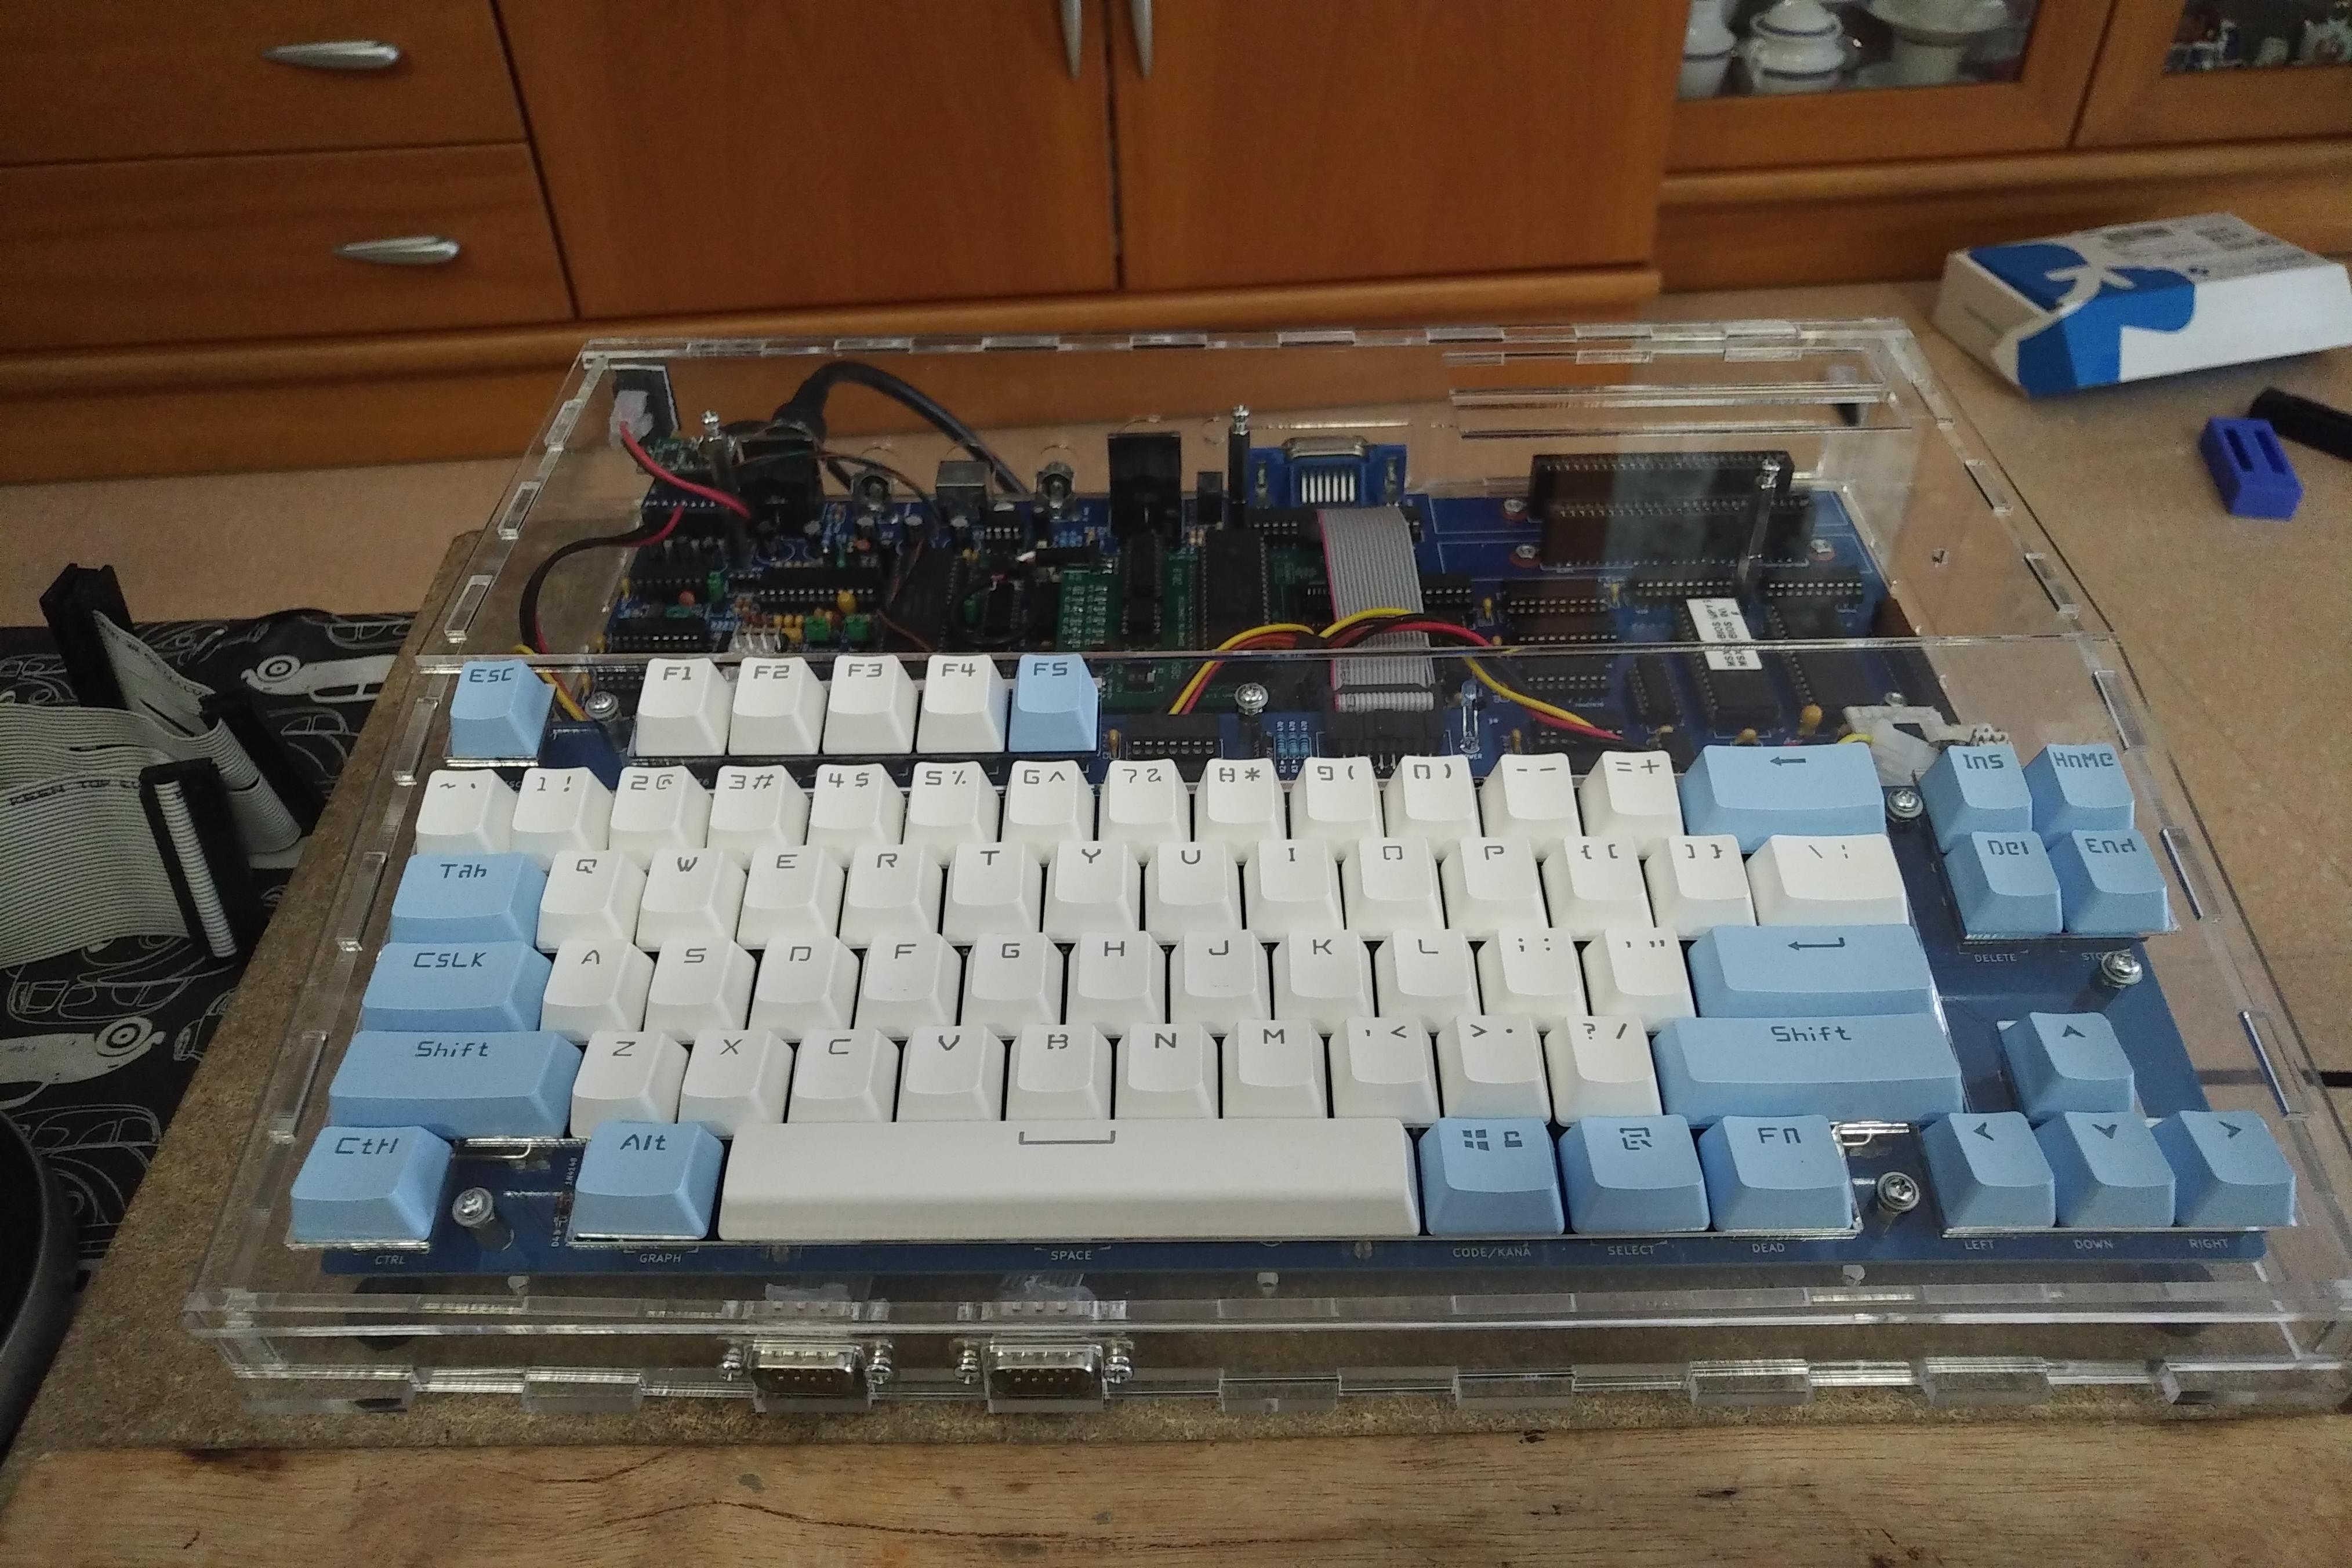 ESC F1 F2 F3 F4 F5
~ ` 1 ! 2 @ 3 # 4 $ 5 % 6 ^ 7 & 8 * 9 ( 0 ) - — = + ← Ins HOME
Tab Q W E R T Y U I O P { [ ] } \ ¦ Del End
CSLK A S D F G H J K L ; : ' " ↵
DELETE
Shift Z X C V B N M , < > . ? / Shift ∧
Ctrl Alt Fn < ∨ >
CTRL GRAPH SPACE CODE/KANA SELECT DEAD LEFT DOWN RIGHT